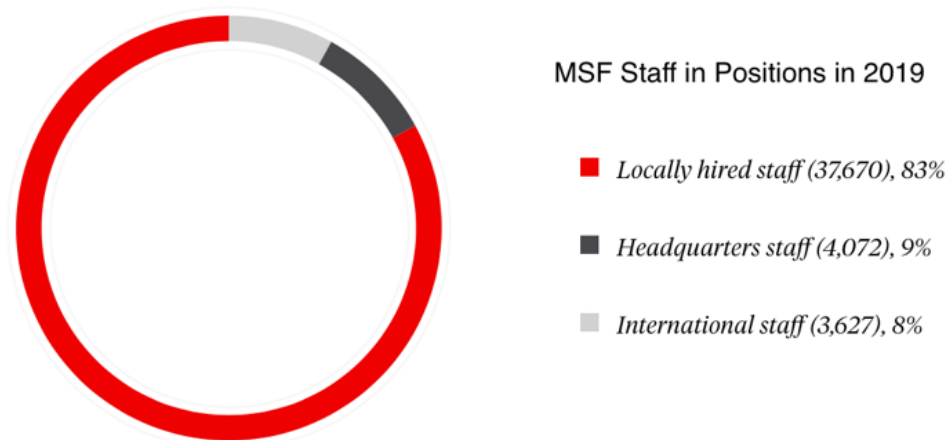 MSF Staff in Positions in 2019
Locally hired staff (37,670), 83%
Headquarters staff (4,072), 9%
International staff (3,627), 8%